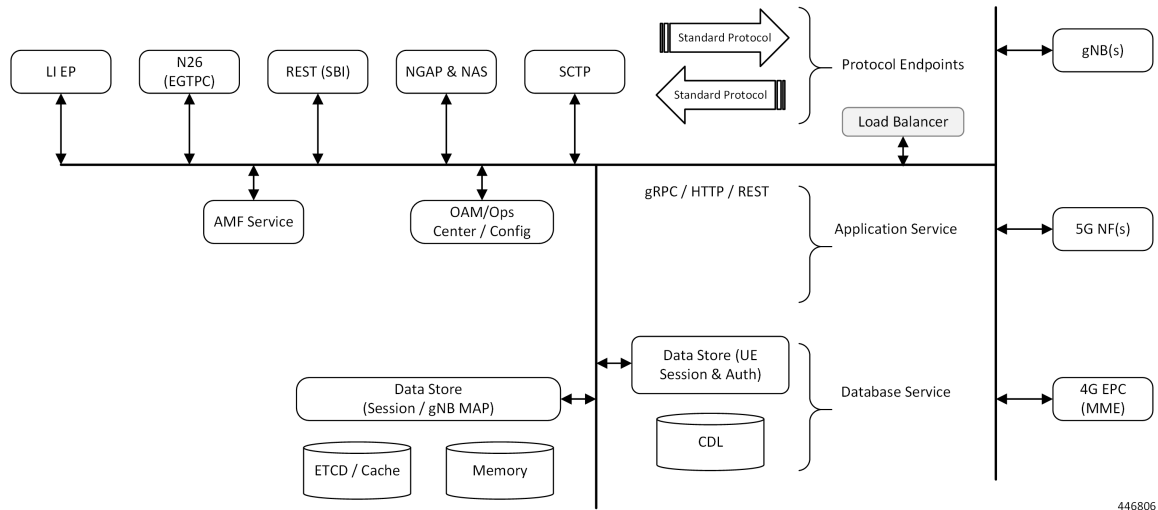 Standard Protocol
LI EP
N26
(EGTPC)
REST (SBI)
NGAP & NAS
SCTP
Protocol Endpoints
gNB(s)
Standard Protocol
Load Balancer
gRPC / HTTP / REST
AMF Service
OAM/Ops
Center / Config
Application Service
5G NF(s)
Data Store (UE
Session & Auth)
Data Store
(Session / gNB MAP)
Database Service
4G EPC
(MME)
CDL
ETCD / Cache
Memory
446806